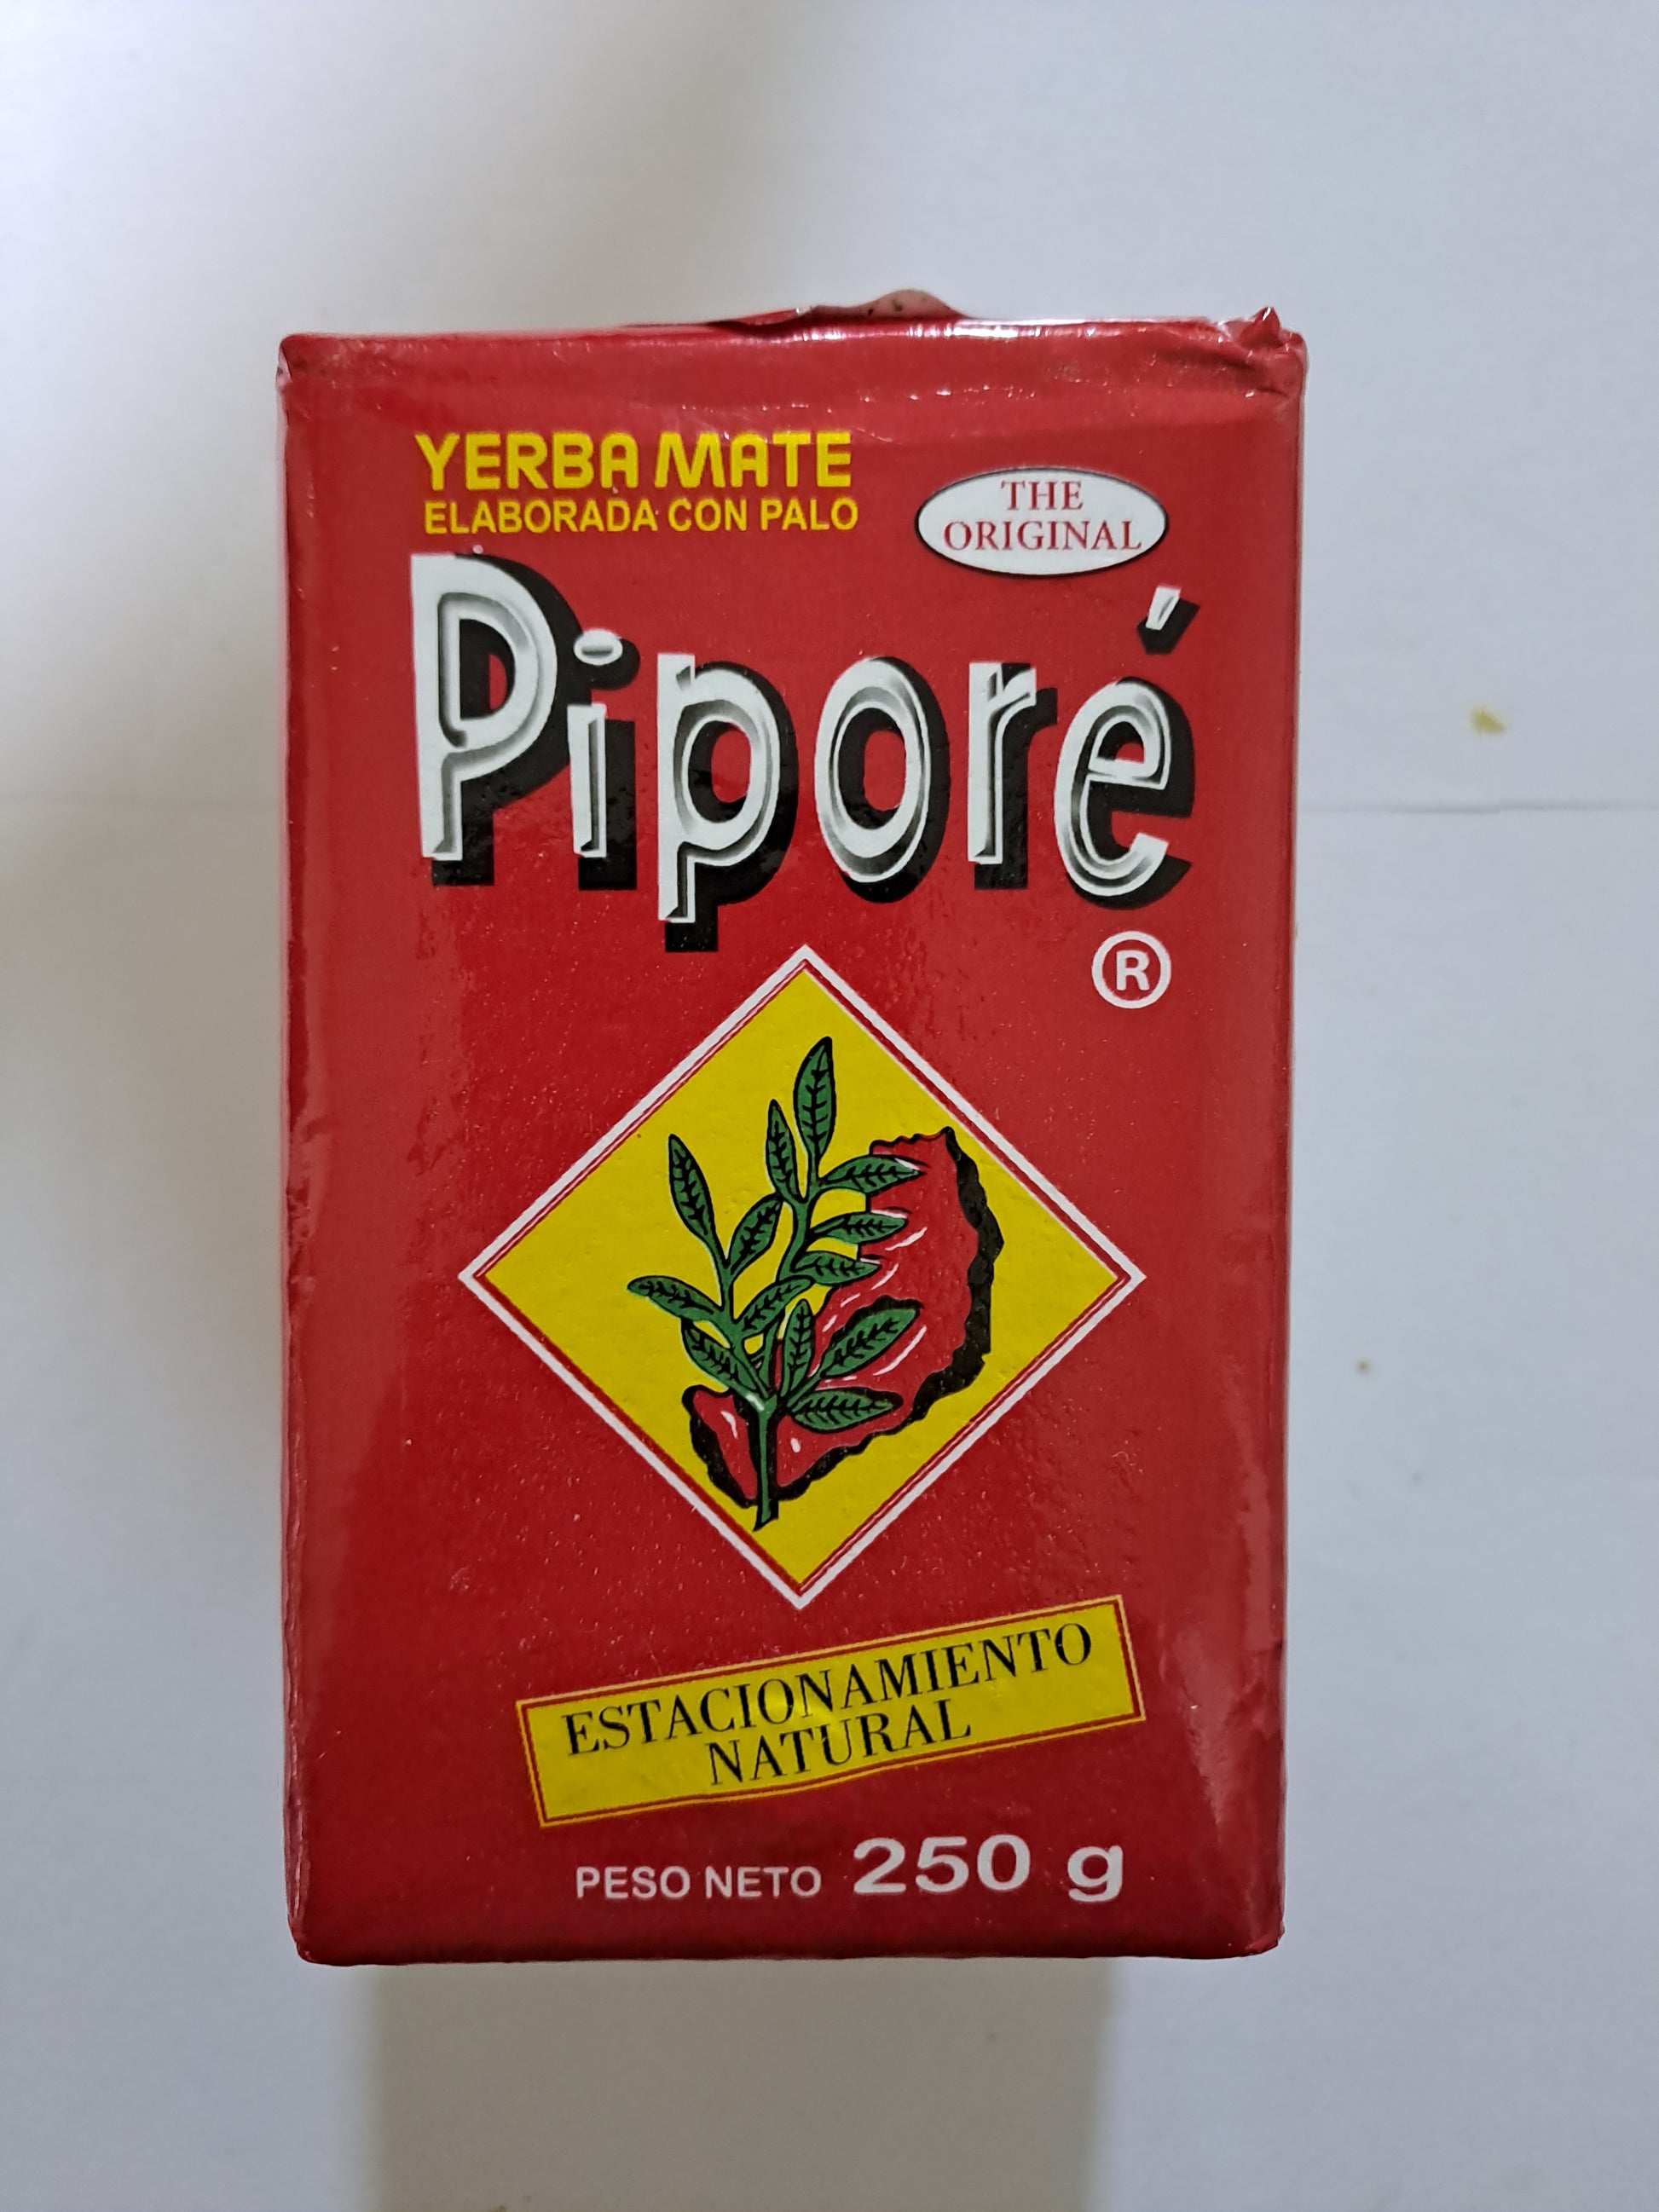 YERBA MATE
ELABORADA CON PALO
THE
ORIGINAL
Piporé
®
ESTACIONAMIENTO
NATURAL
PESO NETO 250 g